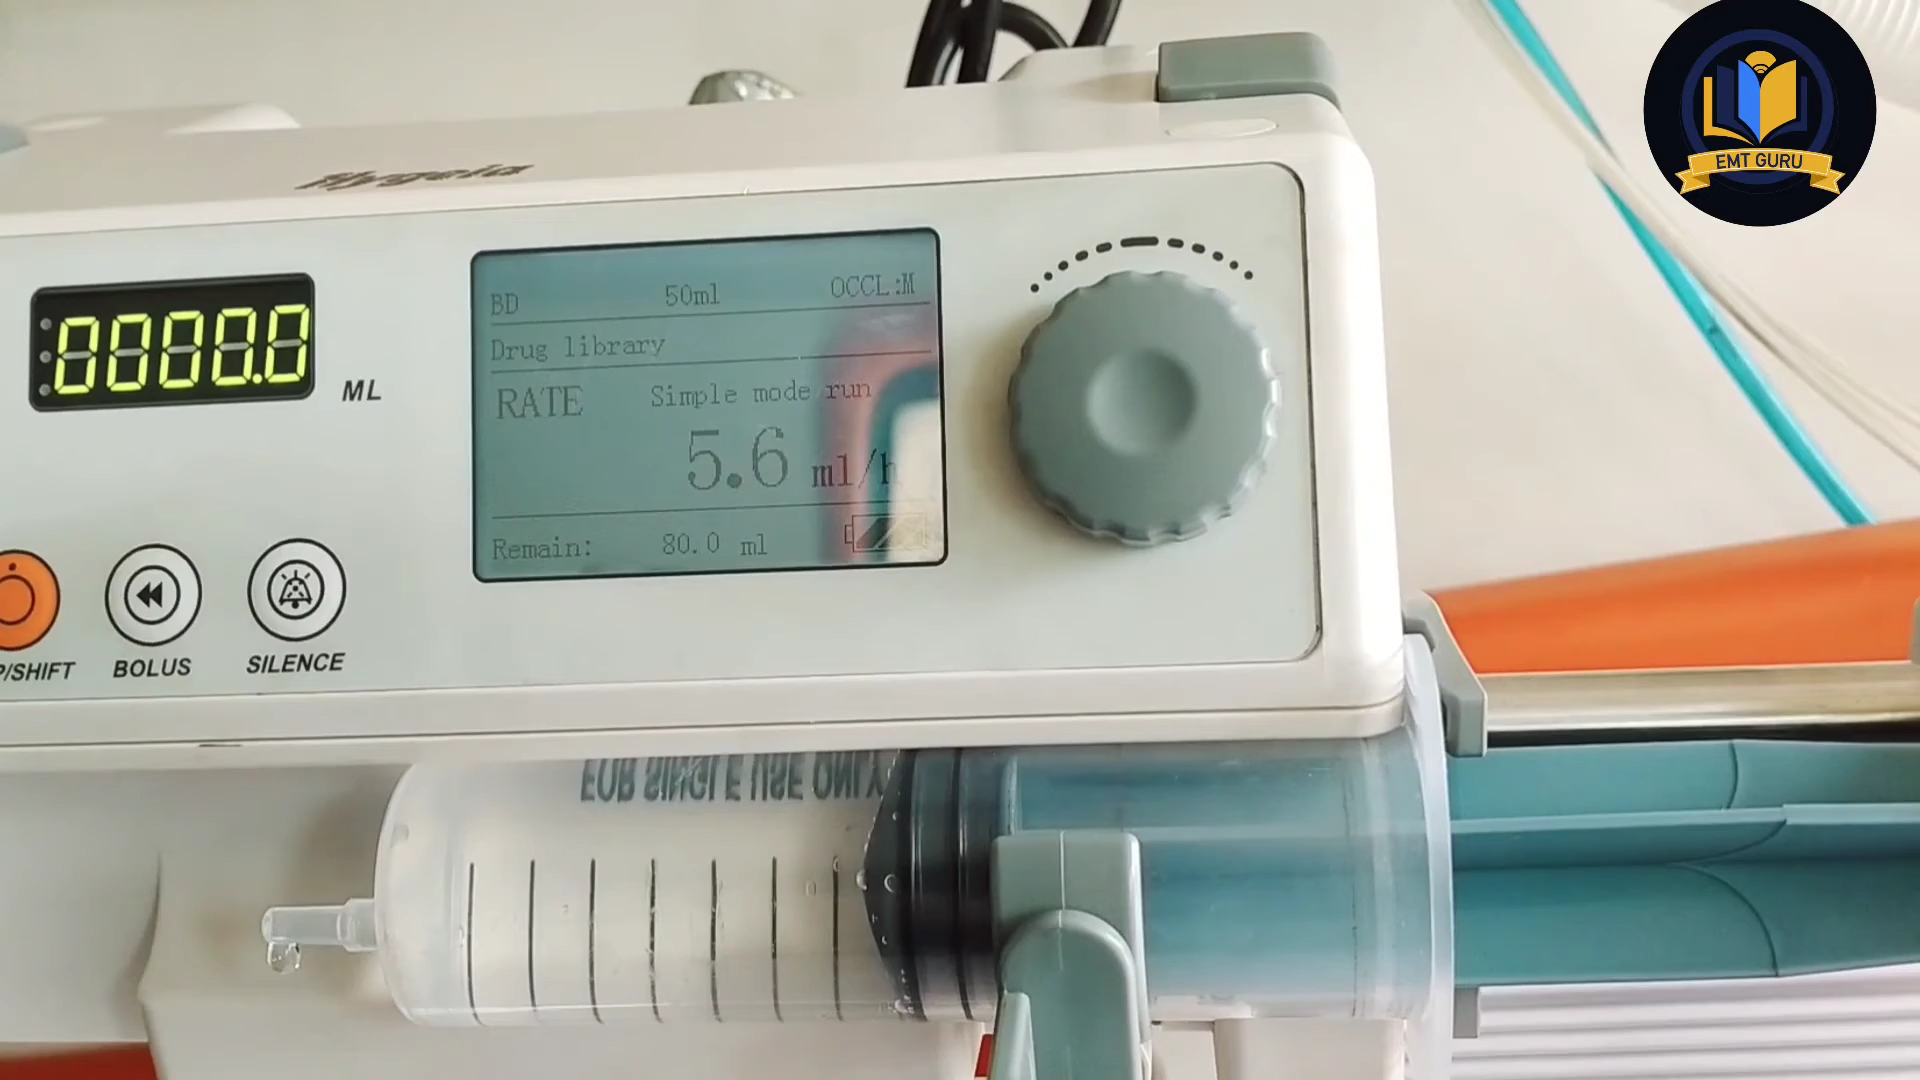 EMT GURU
Hygeia
0000.0
ML
BD 50ml OCCL:M
Drug library
RATE Simple mode run
5.6 ml/h
Remain: 80.0 ml
P/SHIFT
BOLUS
SILENCE
FOR SINGLE USE ONLY